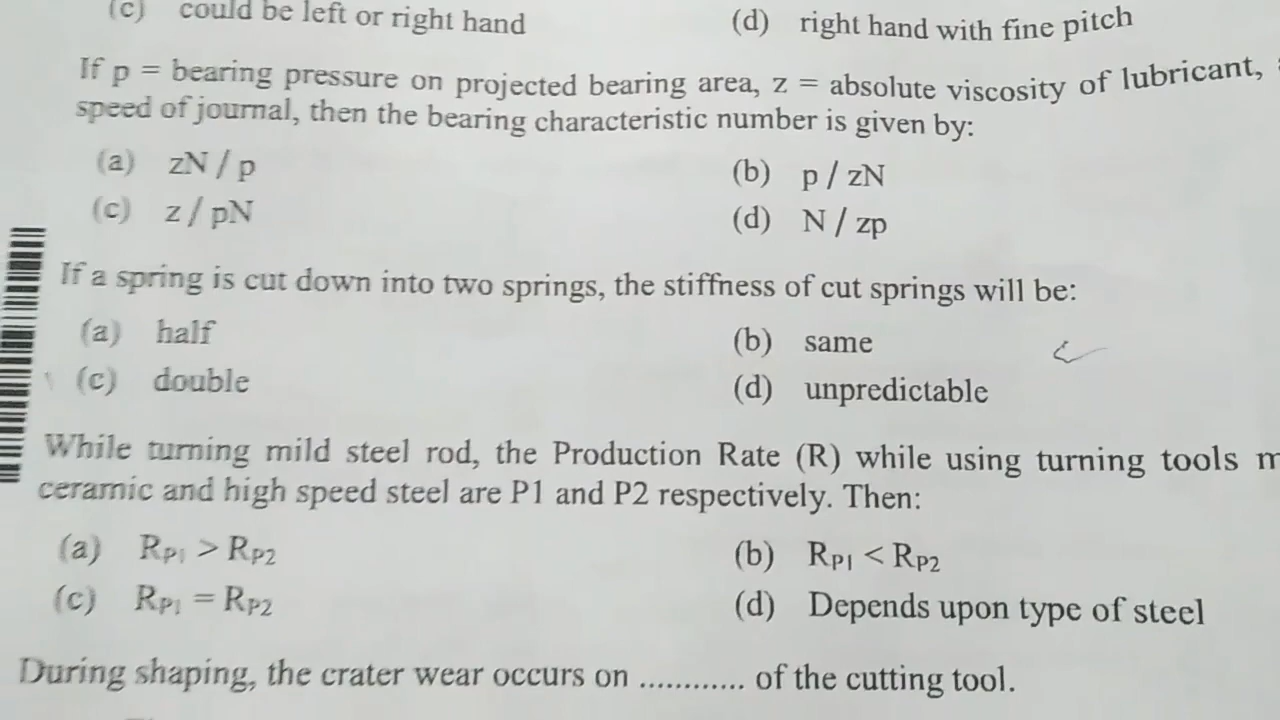 (c) could be left or right hand (d) right hand with fine pitch
If p = bearing pressure on projected bearing area, z = absolute viscosity of lubricant,
speed of journal, then the bearing characteristic number is given by:
(a) zN / p (b) p / zN
(c) z / pN (d) N / zp
If a spring is cut down into two springs, the stiffness of cut springs will be:
(a) half (b) same
(c) double (d) unpredictable
While turning mild steel rod, the Production Rate (R) while using turning tools
ceramic and high speed steel are P1 and P2 respectively. Then:
(a) RP1 > RP2 (b) RP1 < RP2
(c) RP1 = RP2 (d) Depends upon type of steel
During shaping, the crater wear occurs on ............ of the cutting tool.